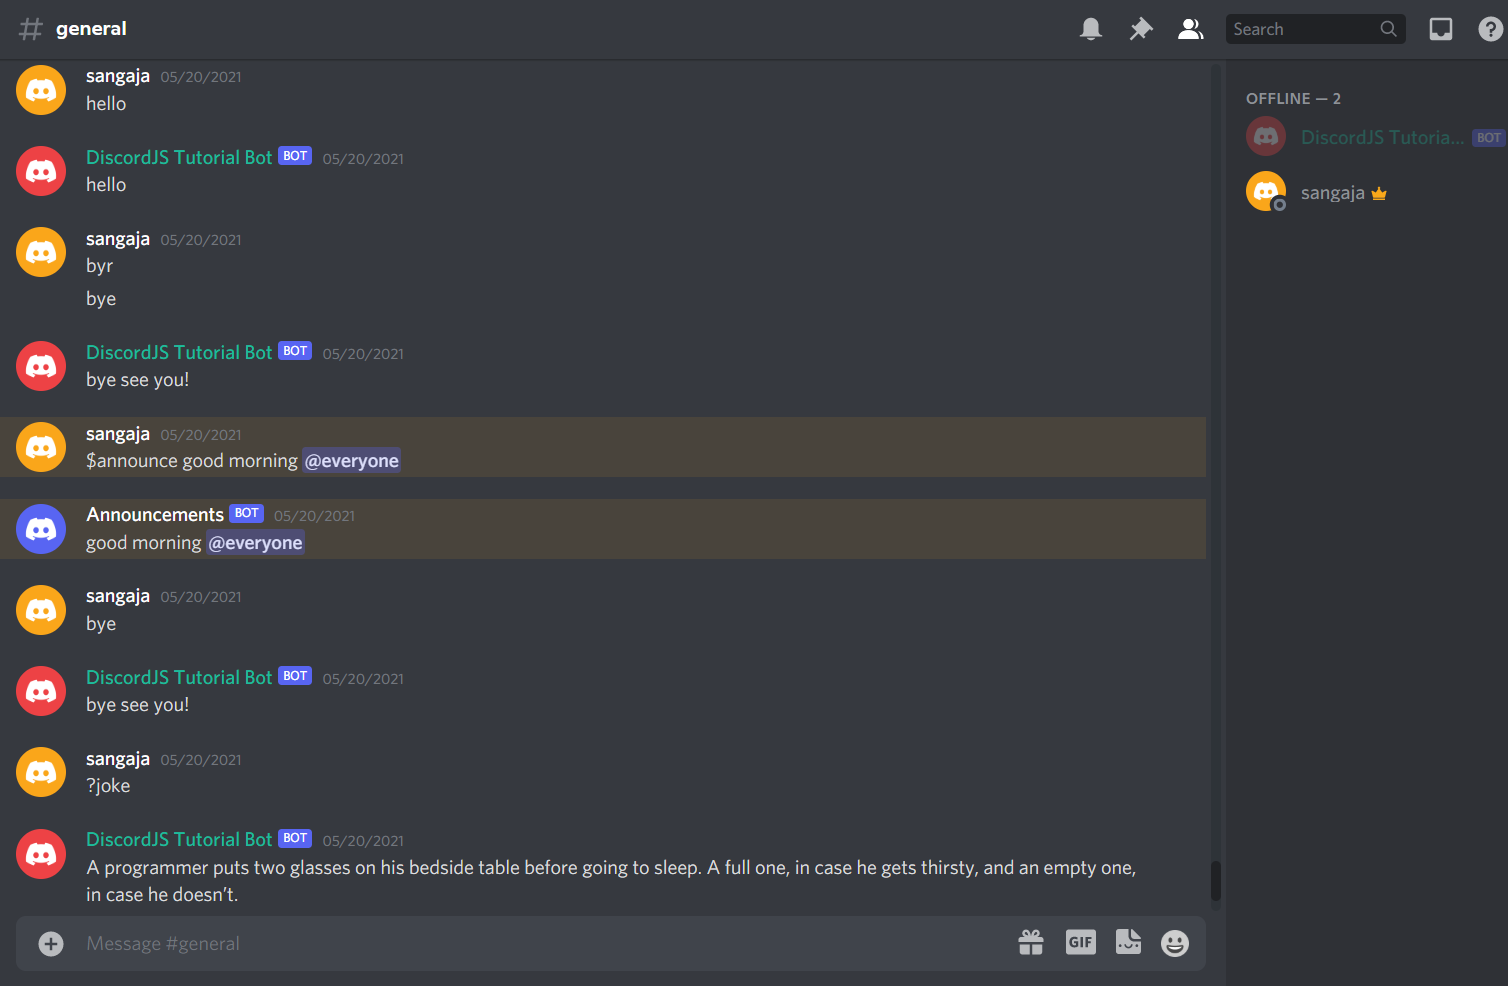 # general
Search
sangaja 05/20/2021
hello
DiscordJS Tutorial Bot BOT 05/20/2021
hello
sangaja 05/20/2021
byr
bye
DiscordJS Tutorial Bot BOT 05/20/2021
bye see you!
sangaja 05/20/2021
$announce good morning @everyone
Announcements BOT 05/20/2021
good morning @everyone
sangaja 05/20/2021
bye
DiscordJS Tutorial Bot BOT 05/20/2021
bye see you!
sangaja 05/20/2021
?joke
DiscordJS Tutorial Bot BOT 05/20/2021
A programmer puts two glasses on his bedside table before going to sleep. A full one, in case he gets thirsty, and an empty one,
in case he doesn’t.
Message #general
GIF
OFFLINE — 2
DiscordJS Tutoria... BOT
sangaja